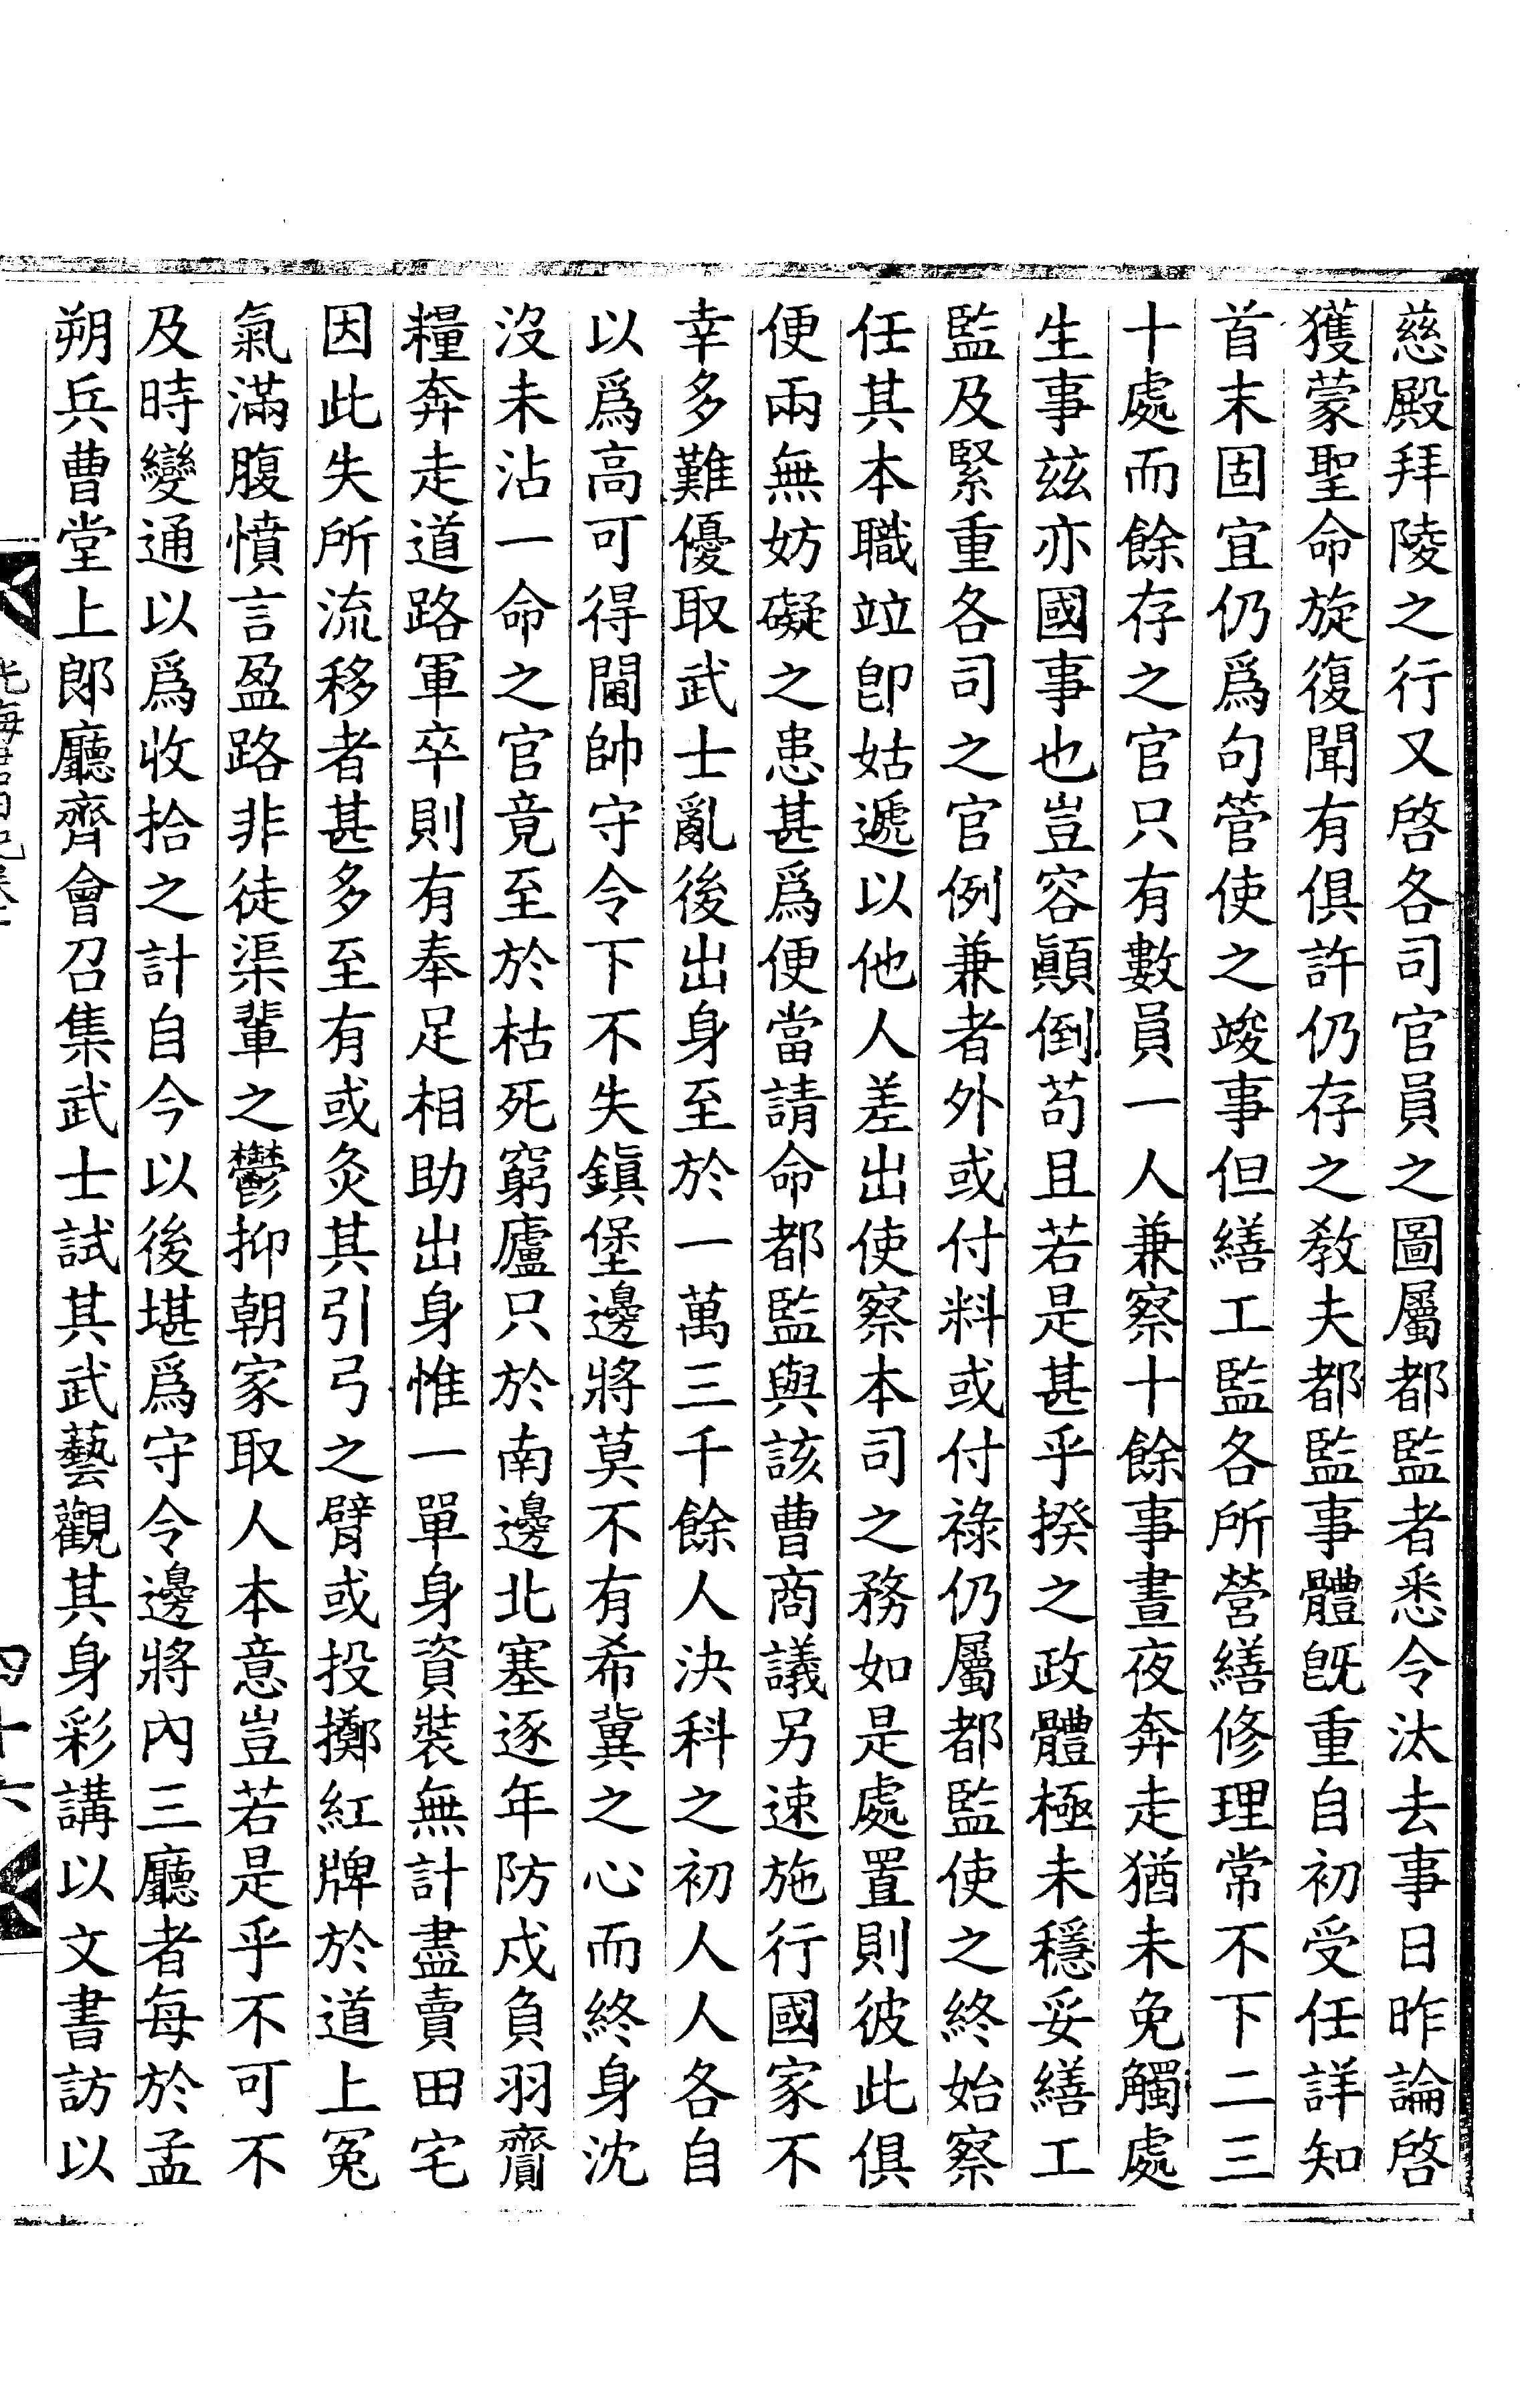 慈殿拜陵之行又啓各司官員之圖屬都監者悉令汰去事日昨論啓
獲蒙聖命旋復聞有俱許仍存之敎夫都監事體旣重自初受任詳知
首末固宜仍爲句管使之竣事但繕工監各所營繕修理常不下二三
十處而餘存之官只有數員一人兼察十餘事晝夜奔走猶未免觸處
生事玆亦國事也豈容顚倒苟且若是甚乎揆之政體極未穩妥繕工
監及緊重各司之官例兼者外或付料或付祿仍屬都監使之終始察
任其本職竝卽姑遞以他人差出使察本司之務如是處置則彼此俱
便兩無妨礙之患甚爲便當請命都監與該曹商議另速施行國家不
幸多難優取武士亂後出身至於一萬三千餘人決科之初人人各自
以爲高可得閫帥守令下不失鎭堡邊將莫不有希冀之心而終身沈
沒未沾一命之官竟至於枯死窮廬只於南邊北塞逐年防戍負羽齎
糧奔走道路軍卒則有奉足相助出身惟一單身資裝無計盡賣田宅
因此失所流移者甚多至有或灸其引弓之臂或投擲紅牌於道上冤
氣滿腹憤言盈路非徒渠輩之鬱抑朝家取人本意豈若是乎不可不
及時變通以爲收拾之計自今以後堪爲守令邊將內三廳者每於孟
朔兵曹堂上郞廳齊會召集武士試其武藝觀其身彩講以文書訪以
四十六